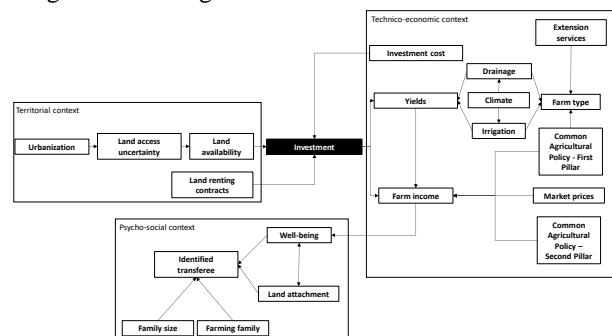 Technico-economic context
Extension
services
Investment cost
Drainage
Yields
Climate
Farm type
Irrigation
Territorial context
Urbanization
Land access
uncertainty
Land
availability
Investment
Common
Agricultural
Policy - First
Pillar
Land renting
contracts
Farm income
Market prices
Psycho-social context
Well-being
Common
Agricultural
Policy –
Second Pillar
Identified
transferee
Land attachment
Family size
Farming family